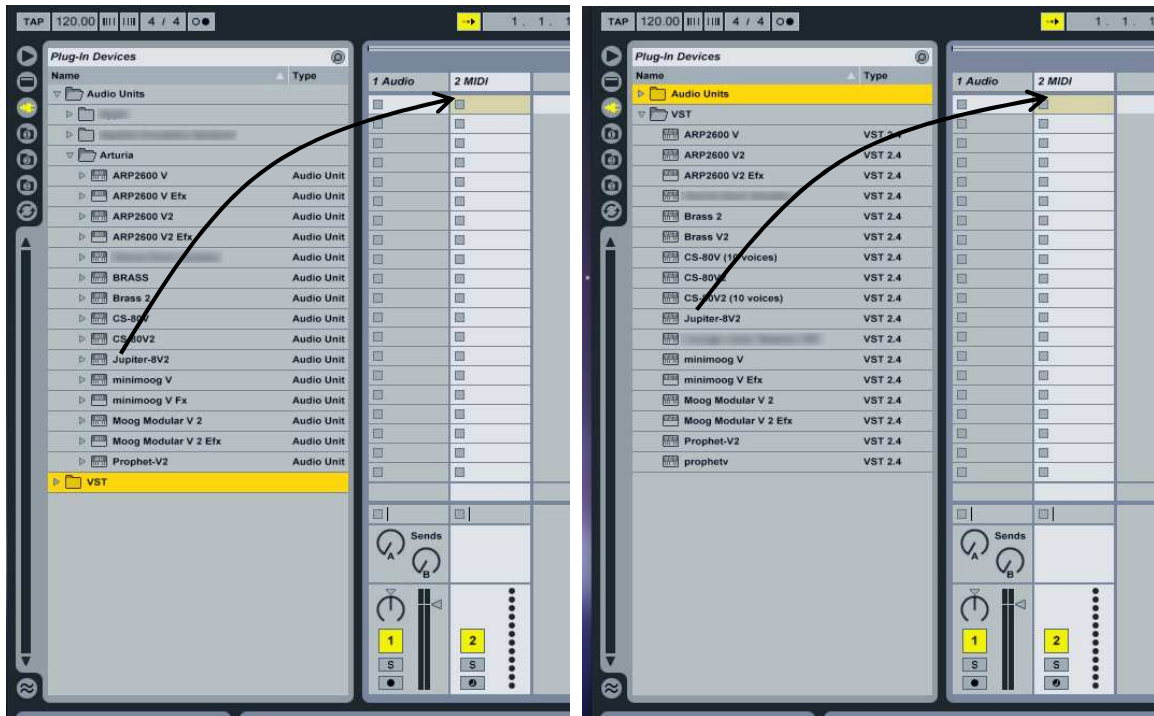 TAP 120.00 4 / 4 1. 1. 1
Plug-In Devices
Name Type
1 Audio 2 MIDI
Audio Units
Arturia
ARP2600 V Audio Unit
ARP2600 V Efx Audio Unit
ARP2600 V2 Audio Unit
ARP2600 V2 Efx Audio Unit
Audio Unit
BRASS Audio Unit
Brass 2 Audio Unit
CS-80V Audio Unit
CS-80V2 Audio Unit
Jupiter-8V2 Audio Unit
minimoog V Audio Unit
minimoog V Fx Audio Unit
Moog Modular V 2 Audio Unit
Moog Modular V 2 Efx Audio Unit
Prophet-V2 Audio Unit
VST
Sends
A
B
1 2
S S
TAP 120.00 4 / 4 1. 1. 1
Plug-In Devices
Name Type
1 Audio 2 MIDI
Audio Units
VST
ARP2600 V VST 2.4
ARP2600 V2 VST 2.4
ARP2600 V2 Efx VST 2.4
VST 2.4
Brass 2 VST 2.4
Brass V2 VST 2.4
CS-80V (10 voices) VST 2.4
CS-80V2 VST 2.4
CS-80V2 (10 voices) VST 2.4
Jupiter-8V2 VST 2.4
VST 2.4
minimoog V VST 2.4
minimoog V Efx VST 2.4
Moog Modular V 2 VST 2.4
Moog Modular V 2 Efx VST 2.4
Prophet-V2 VST 2.4
prophetv VST 2.4
Sends
A
B
1 2
S S